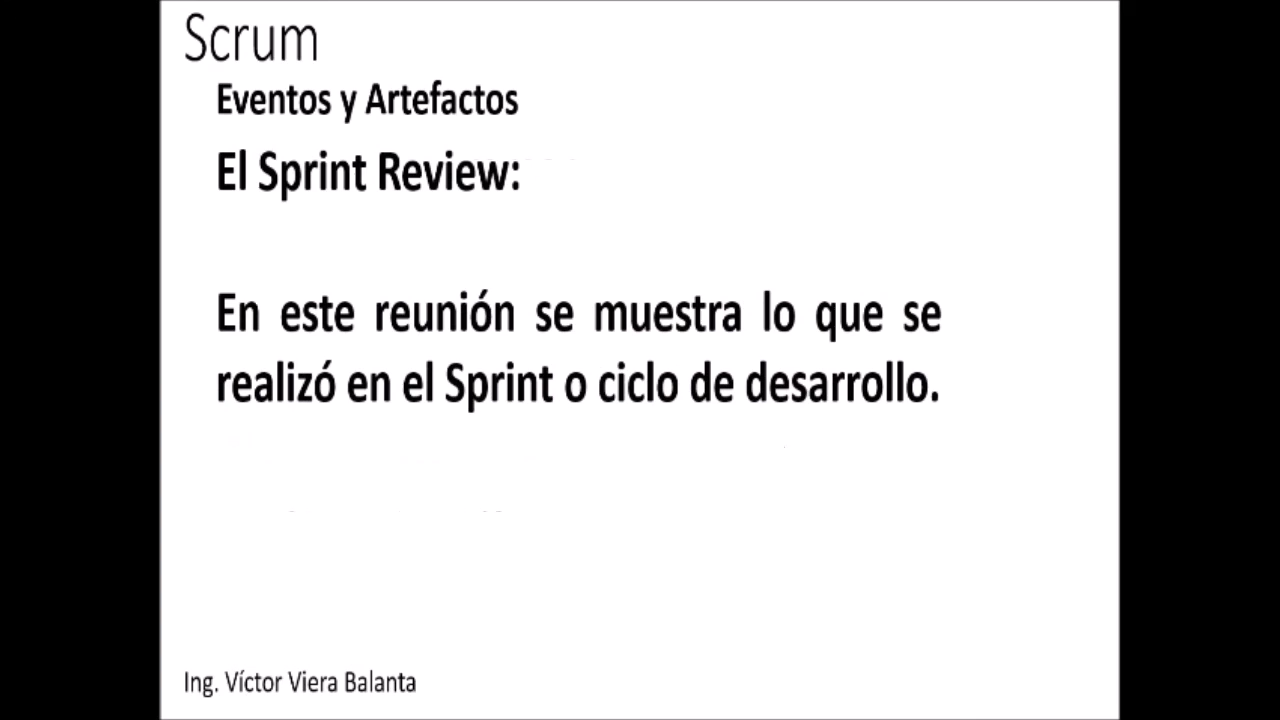 Scrum
Eventos y Artefactos
El Sprint Review:
En este reunión se muestra lo que se
realizó en el Sprint o ciclo de desarrollo.
Ing. Víctor Viera Balanta